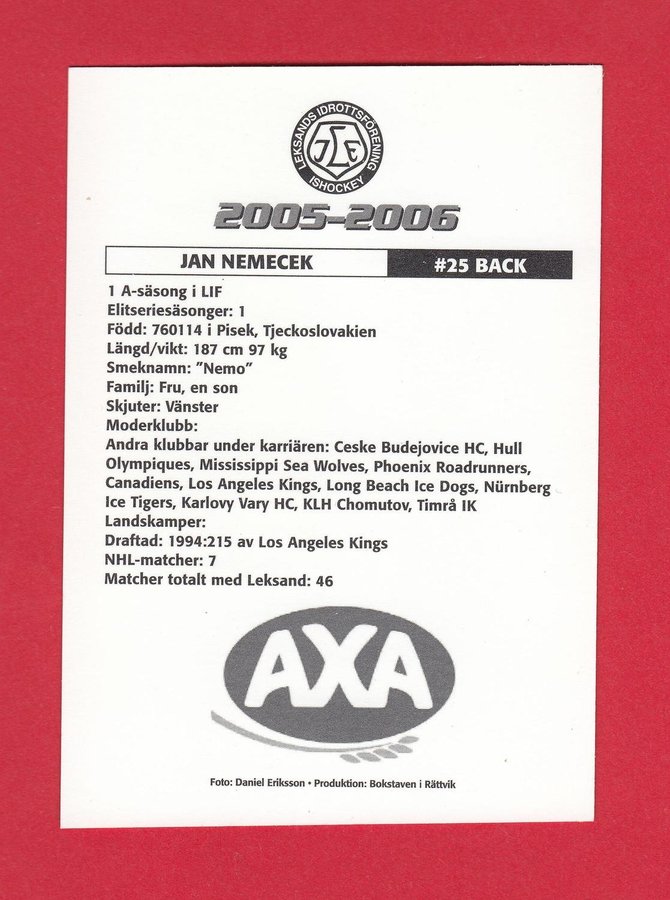 LEKSANDS IDROTTSFÖRENING
ISHOCKEY
2005-2006
JAN NEMECEK #25 BACK
1 A-säsong i LIF
Elitseriesäsonger: 1
Född: 760114 i Pisek, Tjeckoslovakien
Längd/vikt: 187 cm 97 kg
Smeknamn: ”Nemo”
Familj: Fru, en son
Skjuter: Vänster
Moderklubb:
Andra klubbar under karriären: Ceske Budejovice HC, Hull
Olympiques, Mississippi Sea Wolves, Phoenix Roadrunners,
Canadiens, Los Angeles Kings, Long Beach Ice Dogs, Nürnberg
Ice Tigers, Karlovy Vary HC, KLH Chomutov, Timrå IK
Landskamper:
Draftad: 1994:215 av Los Angeles Kings
NHL-matcher: 7
Matcher totalt med Leksand: 46
AXA
Foto: Daniel Eriksson • Produktion: Bokstaven i Rättvik